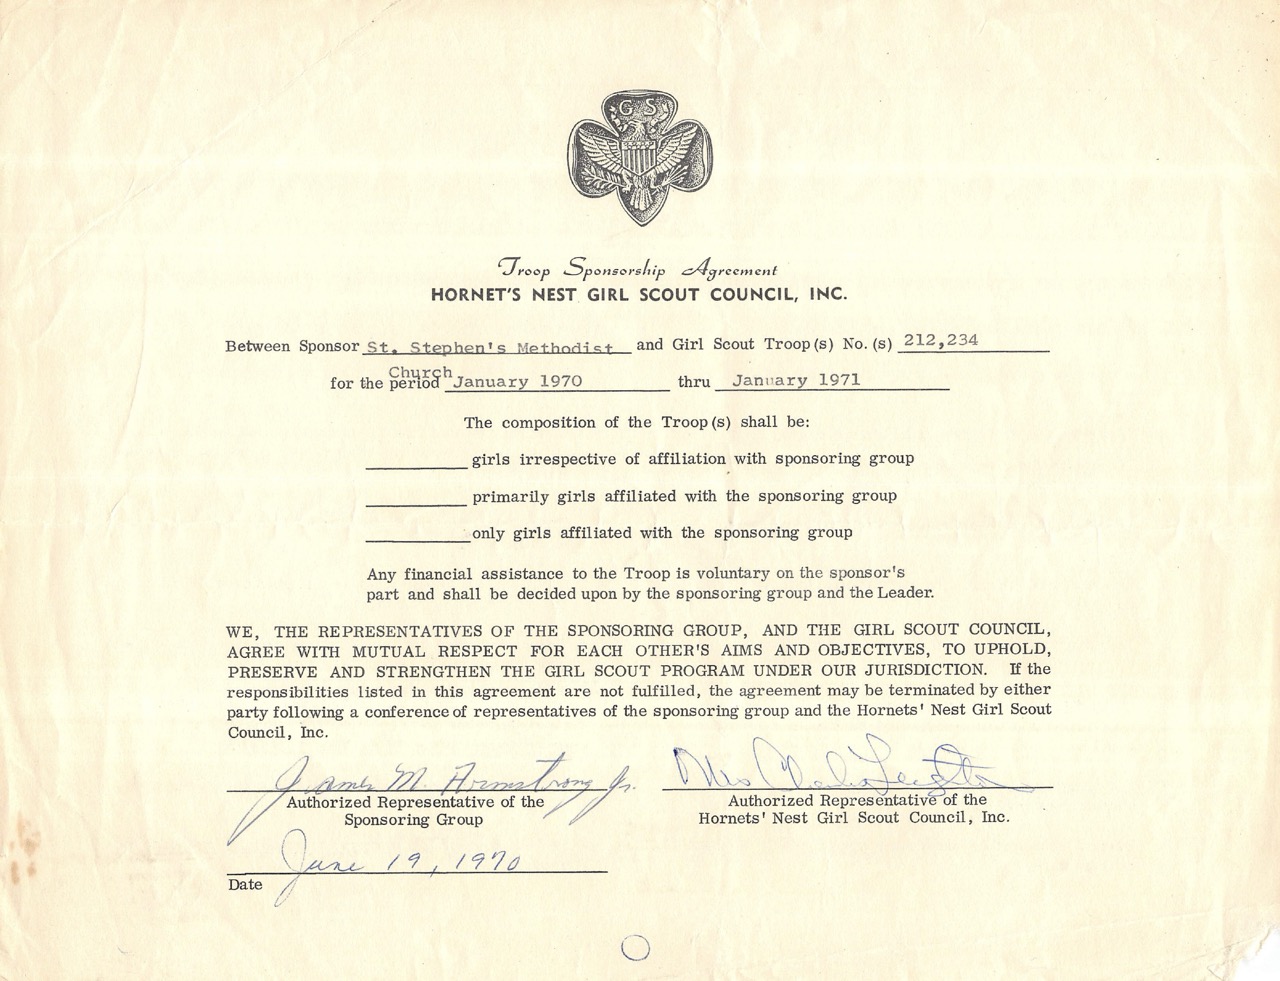 G S
Troop Sponsorship Agreement
HORNET'S NEST GIRL SCOUT COUNCIL, INC.
Between Sponsor St. Stephen's Methodist and Girl Scout Troop(s) No.(s) 212,234
Church
for the period January 1970 thru January 1971
The composition of the Troop(s) shall be:
girls irrespective of affiliation with sponsoring group
primarily girls affiliated with the sponsoring group
only girls affiliated with the sponsoring group
Any financial assistance to the Troop is voluntary on the sponsor's
part and shall be decided upon by the sponsoring group and the Leader.
WE, THE REPRESENTATIVES OF THE SPONSORING GROUP, AND THE GIRL SCOUT COUNCIL,
AGREE WITH MUTUAL RESPECT FOR EACH OTHER'S AIMS AND OBJECTIVES, TO UPHOLD,
PRESERVE AND STRENGTHEN THE GIRL SCOUT PROGRAM UNDER OUR JURISDICTION. If the
responsibilities listed in this agreement are not fulfilled, the agreement may be terminated by either
party following a conference of representatives of the sponsoring group and the Hornets' Nest Girl Scout
Council, Inc.
James M. Armstrong Jr.
Authorized Representative of the
Sponsoring Group
Mrs
Authorized Representative of the
Hornets' Nest Girl Scout Council, Inc.
June 19, 1970
Date